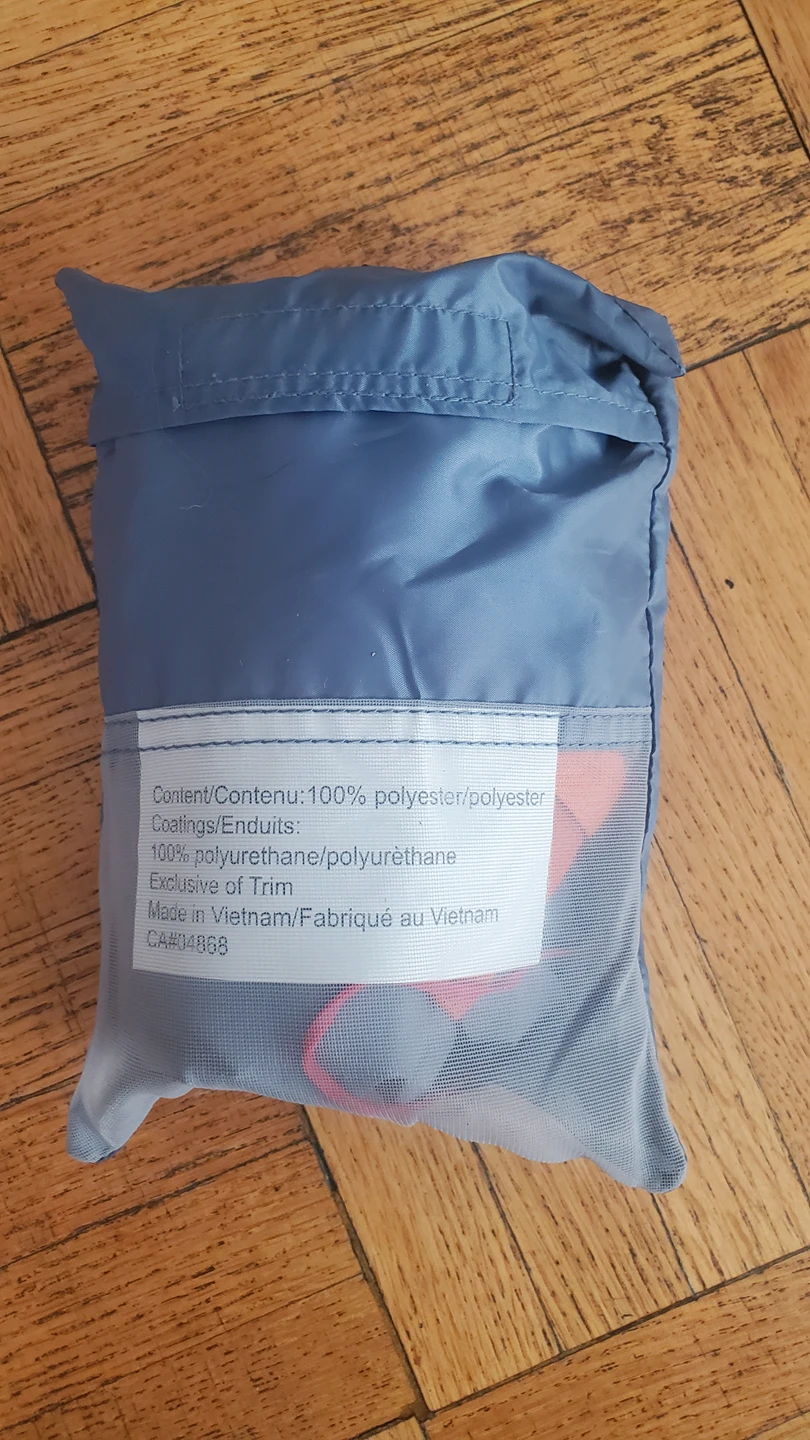 Content/Contenu:100% polyester/polyester
Coatings/Enduits:
100% polyurethane/polyurèthane
Exclusive of Trim
Made in Vietnam/Fabriqué au Vietnam
CA#04868